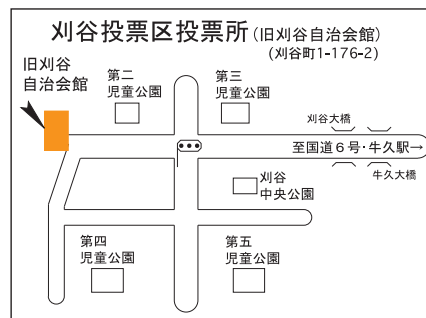 刈谷投票区投票所(旧刈谷自治会館)
(刈谷町1-176-2)
旧刈谷
自治会館
第二
児童公園
第三
児童公園
刈谷大橋
至国道6号・牛久駅→
牛久大橋
刈谷
中央公園
第四
児童公園
第五
児童公園